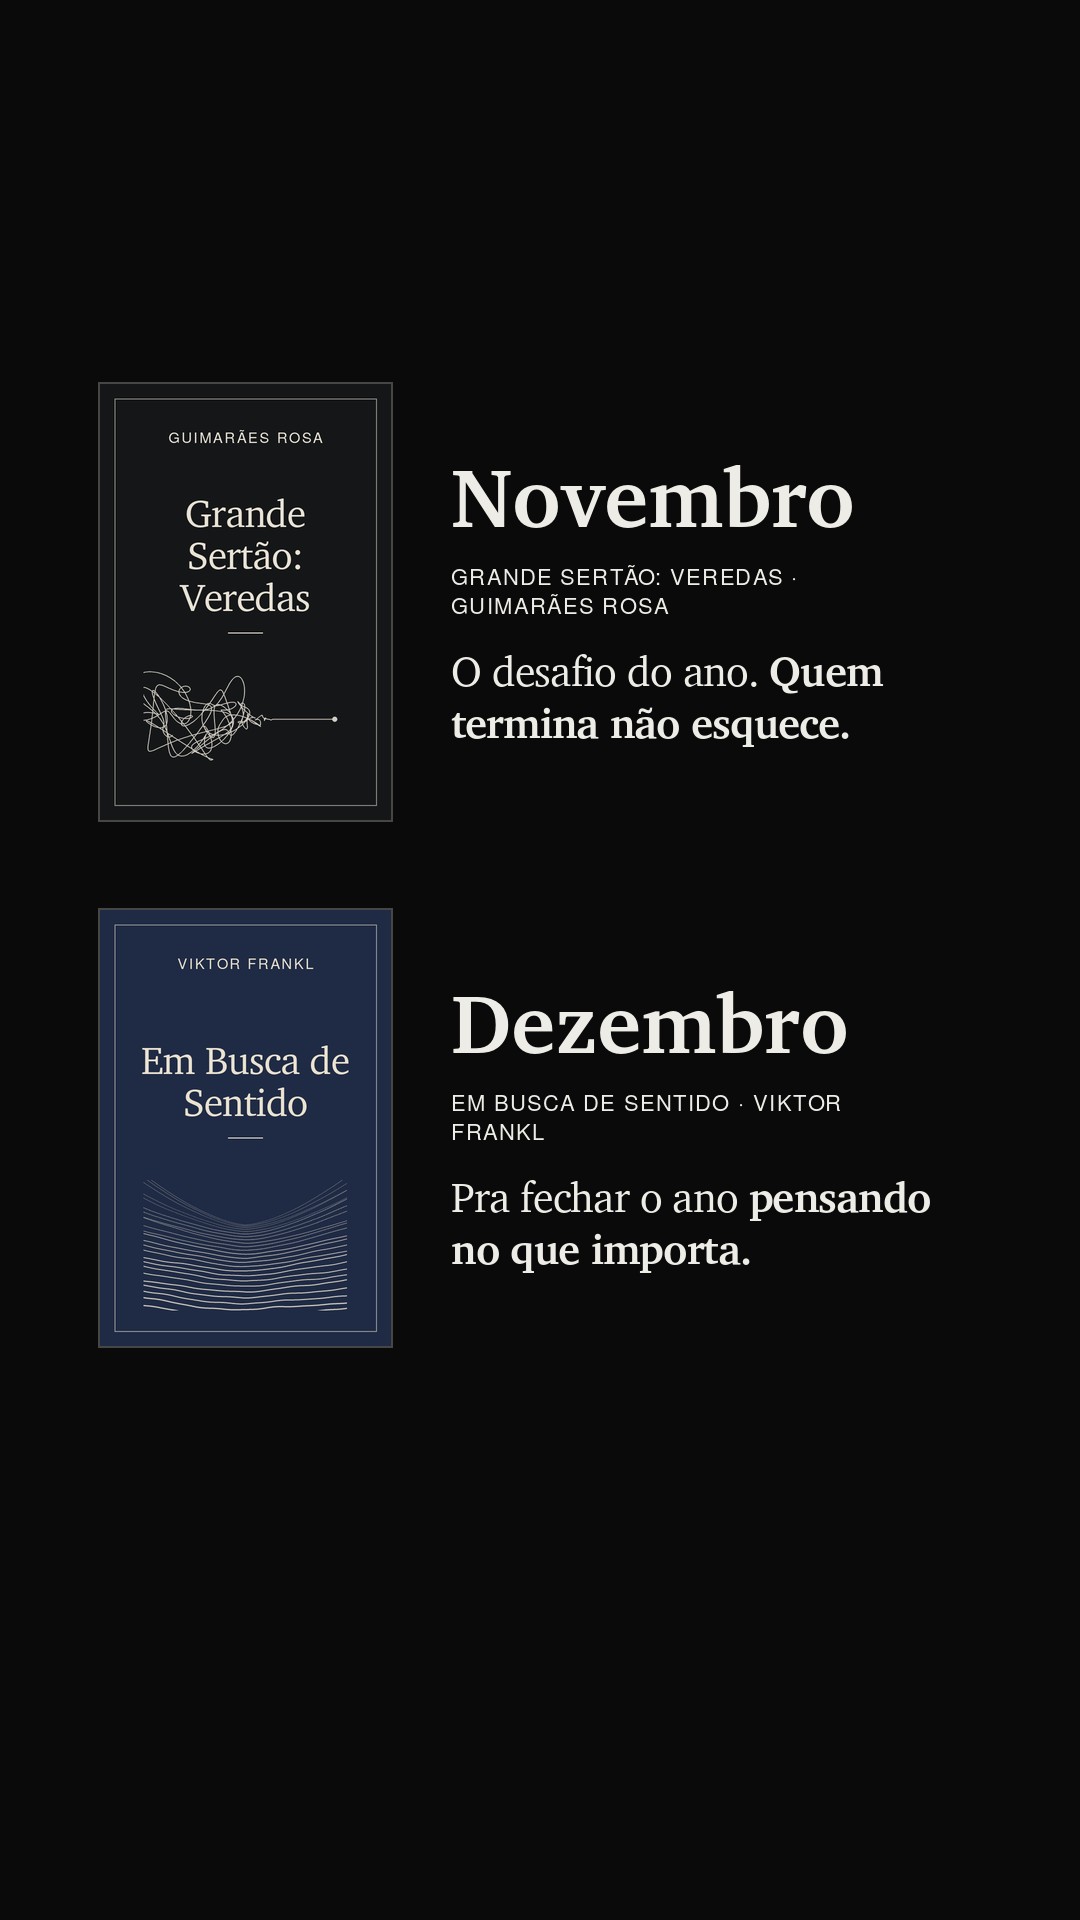 GUIMARÃES ROSA
Grande
Sertão:
Veredas
Novembro
GRANDE SERTÃO: VEREDAS ·
GUIMARÃES ROSA
O desafio do ano. Quem
termina não esquece.
VIKTOR FRANKL
Em Busca de
Sentido
Dezembro
EM BUSCA DE SENTIDO · VIKTOR
FRANKL
Pra fechar o ano pensando
no que importa.